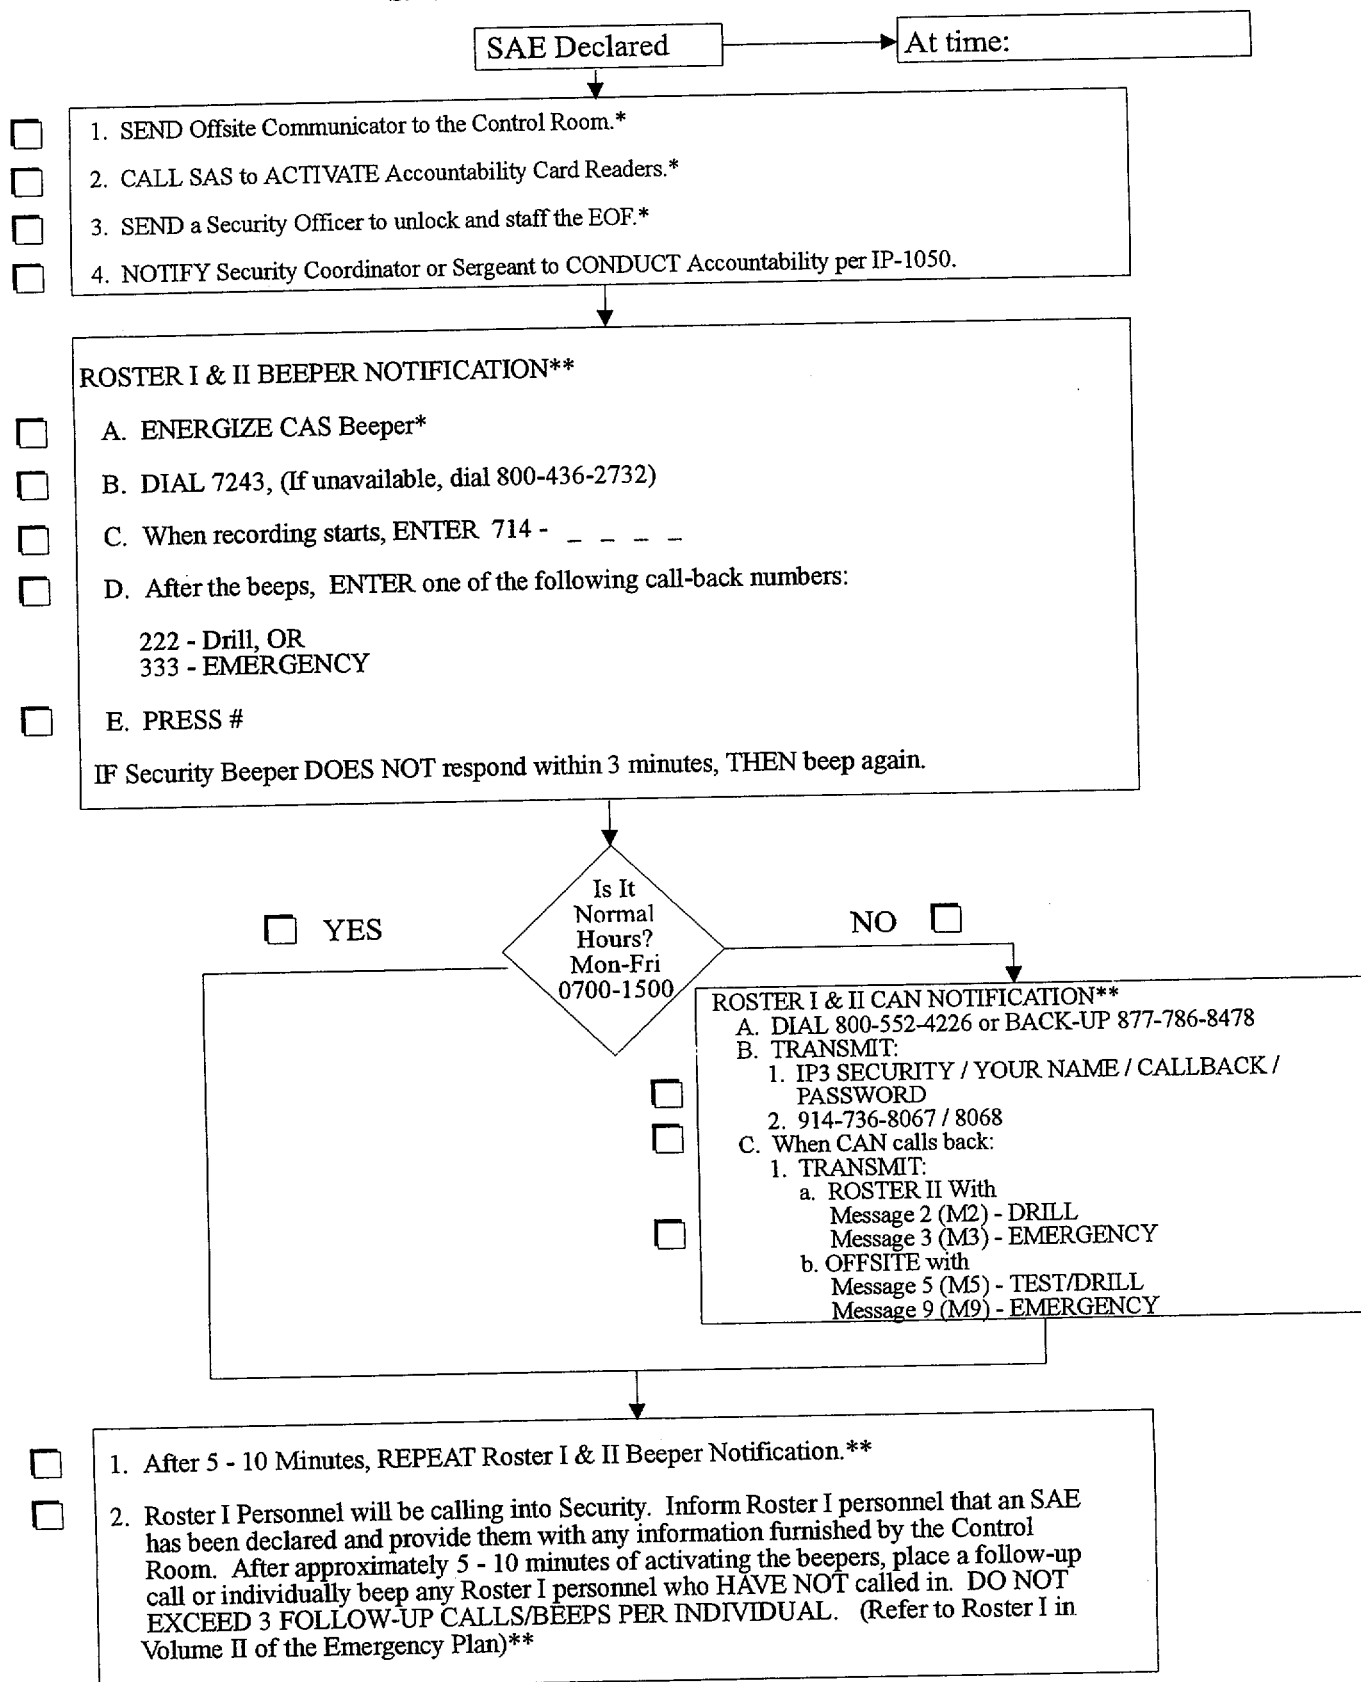 SAE Declared
At time:
1. SEND Offsite Communicator to the Control Room.*
2. CALL SAS to ACTIVATE Accountability Card Readers.*
3. SEND a Security Officer to unlock and staff the EOF.*
4. NOTIFY Security Coordinator or Sergeant to CONDUCT Accountability per IP-1050.
ROSTER I & II BEEPER NOTIFICATION**
A. ENERGIZE CAS Beeper*
B. DIAL 7243, (If unavailable, dial 800-436-2732)
C. When recording starts, ENTER 714 - _ _ _ _
D. After the beeps, ENTER one of the following call-back numbers:
222 - Drill, OR
333 - EMERGENCY
E. PRESS #
IF Security Beeper DOES NOT respond within 3 minutes, THEN beep again.
Is It
Normal
Hours?
Mon-Fri
0700-1500
YES
NO
ROSTER I & II CAN NOTIFICATION**
A. DIAL 800-552-4226 or BACK-UP 877-786-8478
B. TRANSMIT:
1. IP3 SECURITY / YOUR NAME / CALLBACK /
PASSWORD
2. 914-736-8067 / 8068
C. When CAN calls back:
1. TRANSMIT:
a. ROSTER II With
Message 2 (M2) - DRILL
Message 3 (M3) - EMERGENCY
b. OFFSITE with
Message 5 (M5) - TEST/DRILL
Message 9 (M9) - EMERGENCY
1. After 5 - 10 Minutes, REPEAT Roster I & II Beeper Notification.**
2. Roster I Personnel will be calling into Security. Inform Roster I personnel that an SAE
has been declared and provide them with any information furnished by the Control
Room. After approximately 5 - 10 minutes of activating the beepers, place a follow-up
call or individually beep any Roster I personnel who HAVE NOT called in. DO NOT
EXCEED 3 FOLLOW-UP CALLS/BEEPS PER INDIVIDUAL. (Refer to Roster I in
Volume II of the Emergency Plan)**